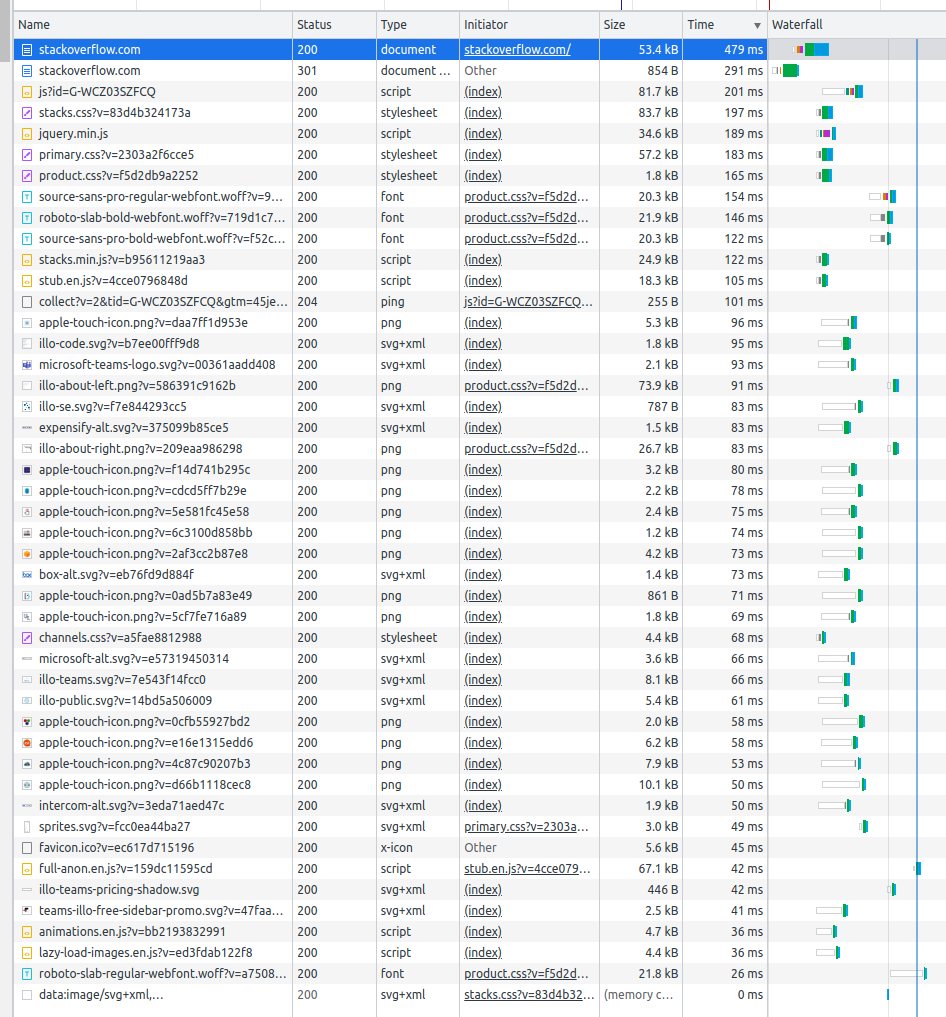 Name Status Type Initiator Size Time Waterfall
stackoverflow.com 200 document stackoverflow.com/ 53.4 kB 479 ms
stackoverflow.com 301 document ... Other 854 B 291 ms
js?id=G-WCZ03SZFCQ 200 script (index) 81.7 kB 201 ms
stacks.css?v=83d4b324173a 200 stylesheet (index) 83.7 kB 197 ms
jquery.min.js 200 script (index) 34.6 kB 189 ms
primary.css?v=2303a2f6cce5 200 stylesheet (index) 57.2 kB 183 ms
product.css?v=f5d2db9a2252 200 stylesheet (index) 1.8 kB 165 ms
source-sans-pro-regular-webfont.woff?v=9... 200 font product.css?v=f5d2d... 20.3 kB 154 ms
roboto-slab-bold-webfont.woff?v=719d1c7... 200 font product.css?v=f5d2d... 21.9 kB 146 ms
source-sans-pro-bold-webfont.woff?v=f52c... 200 font product.css?v=f5d2d... 20.3 kB 122 ms
stacks.min.js?v=b95611219aa3 200 script (index) 24.9 kB 122 ms
stub.en.js?v=4cce0796848d 200 script (index) 18.3 kB 105 ms
collect?v=2&tid=G-WCZ03SZFCQ&gtm=45je... 204 ping js?id=G-WCZ03SZFCQ... 255 B 101 ms
apple-touch-icon.png?v=daa7ff1d953e 200 png (index) 5.3 kB 96 ms
illo-code.svg?v=b7ee00fff9d8 200 svg+xml (index) 1.8 kB 95 ms
microsoft-teams-logo.svg?v=00361aadd408 200 svg+xml (index) 2.1 kB 93 ms
illo-about-left.png?v=586391c9162b 200 png product.css?v=f5d2d... 73.9 kB 91 ms
illo-se.svg?v=f7e844293cc5 200 svg+xml (index) 787 B 83 ms
expensify-alt.svg?v=375099b85ce5 200 svg+xml (index) 1.5 kB 83 ms
illo-about-right.png?v=209eaa986298 200 png product.css?v=f5d2d... 26.7 kB 83 ms
apple-touch-icon.png?v=f14d741b295c 200 png (index) 3.2 kB 80 ms
apple-touch-icon.png?v=cdcd5ff7b29e 200 png (index) 2.2 kB 78 ms
apple-touch-icon.png?v=5e581fc45e58 200 png (index) 2.4 kB 75 ms
apple-touch-icon.png?v=6c3100d858bb 200 png (index) 1.2 kB 74 ms
apple-touch-icon.png?v=2af3cc2b87e8 200 png (index) 4.2 kB 73 ms
box-alt.svg?v=eb76fd9d884f 200 svg+xml (index) 1.4 kB 73 ms
apple-touch-icon.png?v=0ad5b7a83e49 200 png (index) 861 B 71 ms
apple-touch-icon.png?v=5cf7fe716a89 200 png (index) 1.8 kB 69 ms
channels.css?v=a5fae8812988 200 stylesheet (index) 4.4 kB 68 ms
microsoft-alt.svg?v=e57319450314 200 svg+xml (index) 3.6 kB 66 ms
illo-teams.svg?v=7e543f14fcc0 200 svg+xml (index) 8.1 kB 66 ms
illo-public.svg?v=14bd5a506009 200 svg+xml (index) 5.4 kB 61 ms
apple-touch-icon.png?v=0cfb55927bd2 200 png (index) 2.0 kB 58 ms
apple-touch-icon.png?v=e16e1315edd6 200 png (index) 6.2 kB 58 ms
apple-touch-icon.png?v=4c87c90207b3 200 png (index) 7.9 kB 53 ms
apple-touch-icon.png?v=d66b1118cec8 200 png (index) 10.1 kB 50 ms
intercom-alt.svg?v=3eda71aed47c 200 svg+xml (index) 1.9 kB 50 ms
sprites.svg?v=fcc0ea44ba27 200 svg+xml primary.css?v=2303a... 3.0 kB 49 ms
favicon.ico?v=ec617d715196 200 x-icon Other 5.6 kB 45 ms
full-anon.en.js?v=159dc11595cd 200 script stub.en.js?v=4cce079... 67.1 kB 42 ms
illo-teams-pricing-shadow.svg 200 svg+xml (index) 446 B 42 ms
teams-illo-free-sidebar-promo.svg?v=47faa... 200 svg+xml (index) 2.5 kB 41 ms
animations.en.js?v=bb2193832991 200 script (index) 4.7 kB 36 ms
lazy-load-images.en.js?v=ed3fdab122f8 200 script (index) 4.4 kB 36 ms
roboto-slab-regular-webfont.woff?v=a7508... 200 font product.css?v=f5d2d... 21.8 kB 26 ms
data:image/svg+xml,... 200 svg+xml stacks.css?v=83d4b32... (memory c... 0 ms